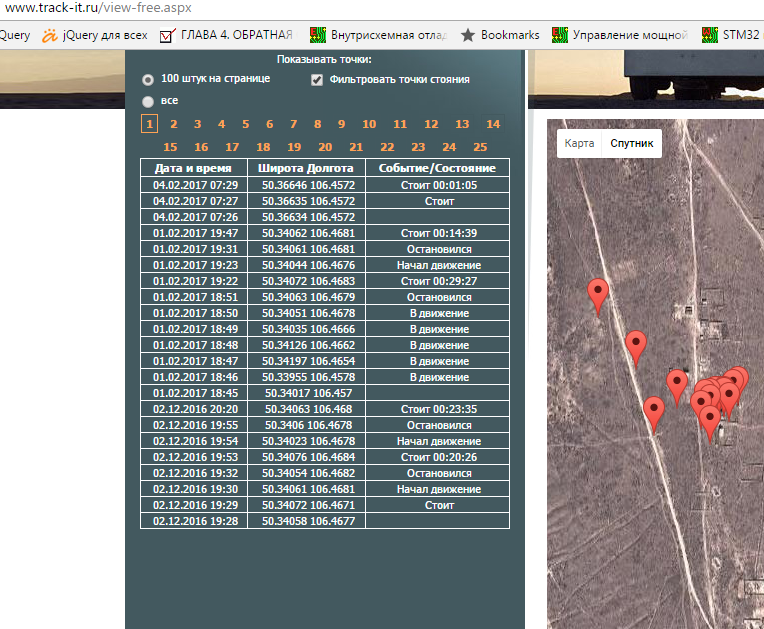 www.track-it.ru/view-free.aspx
Query jQuery для всех ГЛАВА 4. ОБРАТНАЯ Внутрисхемная отлад Bookmarks Управление мощной STM32
Показывать точки:
100 штук на странице Фильтровать точки стояния
все
1 2 3 4 5 6 7 8 9 10 11 12 13 14
15 16 17 18 19 20 21 22 23 24 25
Дата и время Широта Долгота Событие/Состояние
04.02.2017 07:29 50.36646 106.4572 Стоит 00:01:05
04.02.2017 07:27 50.36635 106.4572 Стоит
04.02.2017 07:26 50.36634 106.4572
01.02.2017 19:47 50.34062 106.4681 Стоит 00:14:39
01.02.2017 19:31 50.34061 106.4681 Остановился
01.02.2017 19:23 50.34044 106.4676 Начал движение
01.02.2017 19:22 50.34072 106.4683 Стоит 00:29:27
01.02.2017 18:51 50.34063 106.4679 Остановился
01.02.2017 18:50 50.34051 106.4678 В движение
01.02.2017 18:49 50.34035 106.4666 В движение
01.02.2017 18:48 50.34126 106.4662 В движение
01.02.2017 18:47 50.34197 106.4654 В движение
01.02.2017 18:46 50.33955 106.4578 В движение
01.02.2017 18:45 50.34017 106.457
02.12.2016 20:20 50.34063 106.468 Стоит 00:23:35
02.12.2016 19:55 50.3406 106.4678 Остановился
02.12.2016 19:54 50.34023 106.4678 Начал движение
02.12.2016 19:53 50.34076 106.4684 Стоит 00:20:26
02.12.2016 19:32 50.34054 106.4682 Остановился
02.12.2016 19:30 50.34061 106.4681 Начал движение
02.12.2016 19:29 50.34072 106.4671 Стоит
02.12.2016 19:28 50.34058 106.4677
Карта Спутник